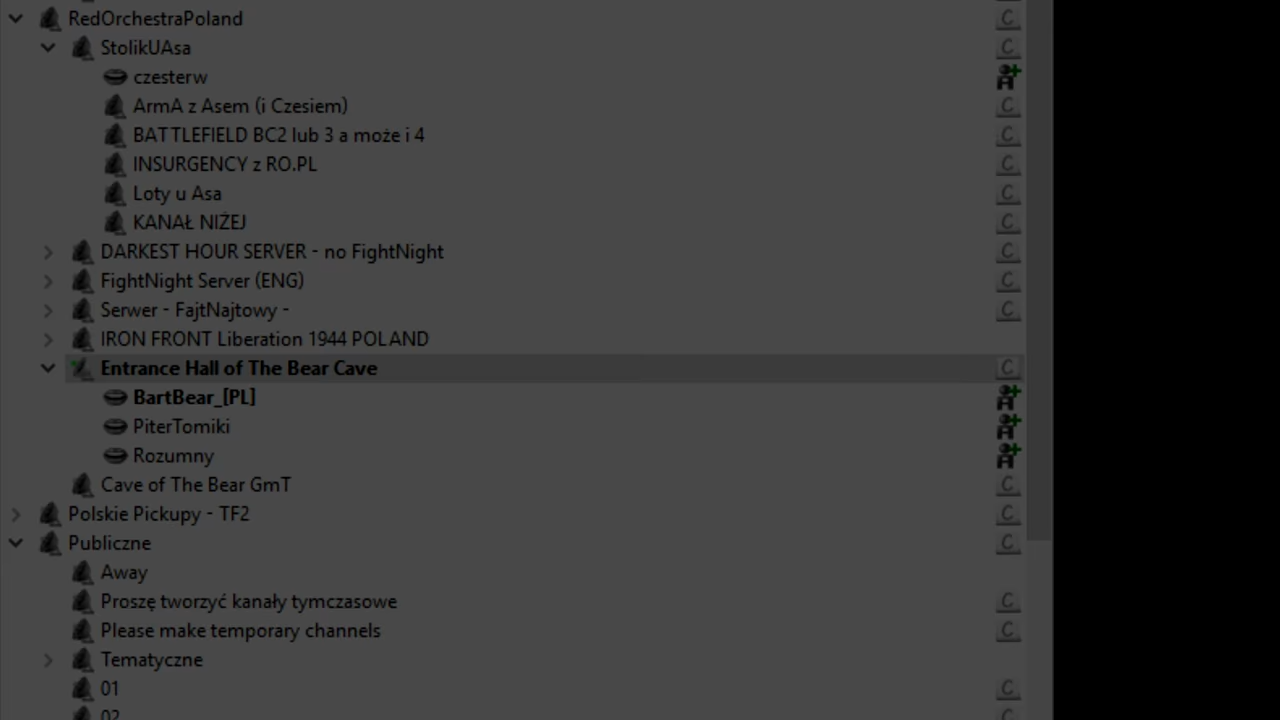 RedOrchestraPoland C
StolikUAsa C
czesterw
ArmA z Asem (i Czesiem) C
BATTLEFIELD BC2 lub 3 a może i 4 C
INSURGENCY z RO.PL C
Loty u Asa C
KANAŁ NIŻEJ C
DARKEST HOUR SERVER - no FightNight C
FightNight Server (ENG) C
Serwer - FajtNajtowy - C
IRON FRONT Liberation 1944 POLAND
Entrance Hall of The Bear Cave C
BartBear_[PL]
PiterTomiki
Rozumny
Cave of The Bear GmT C
Polskie Pickupy - TF2 C
Publiczne C
Away
Proszę tworzyć kanały tymczasowe C
Please make temporary channels C
Tematyczne
01 C
02 C